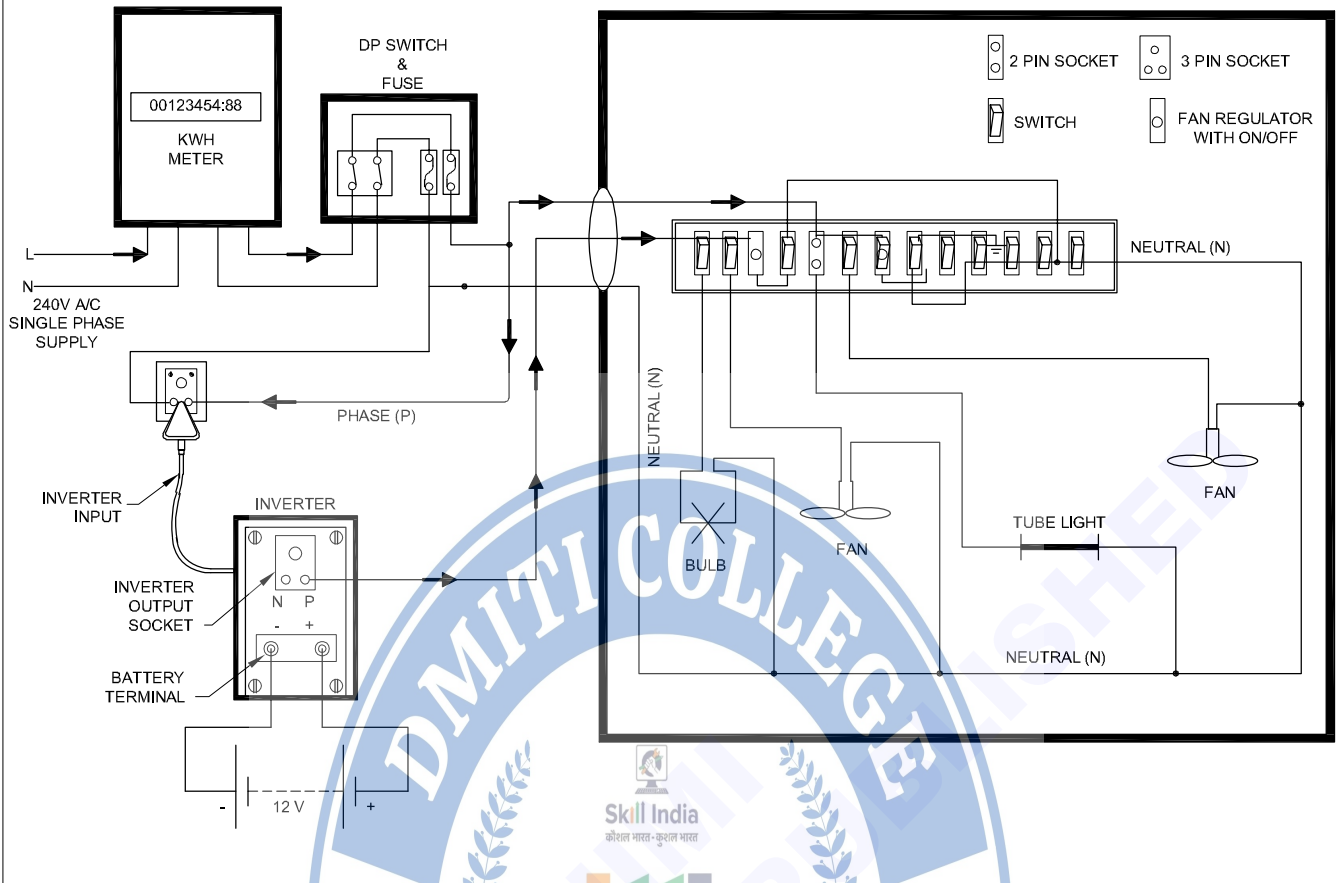 DP SWITCH
&
FUSE
00123454:88
KWH
METER
2 PIN SOCKET
3 PIN SOCKET
SWITCH
FAN REGULATOR
WITH ON/OFF
L
N
240V A/C
SINGLE PHASE
SUPPLY
NEUTRAL (N)
PHASE (P)
NEUTRAL (N)
INVERTER
INPUT
INVERTER
INVERTER
OUTPUT
SOCKET
N P
- +
BATTERY
TERMINAL
- 12 V +
BULB
FAN
TUBE LIGHT
FAN
NEUTRAL (N)
DMITI COLLEGE
Skill India
कौशल भारत-कुशल भारत